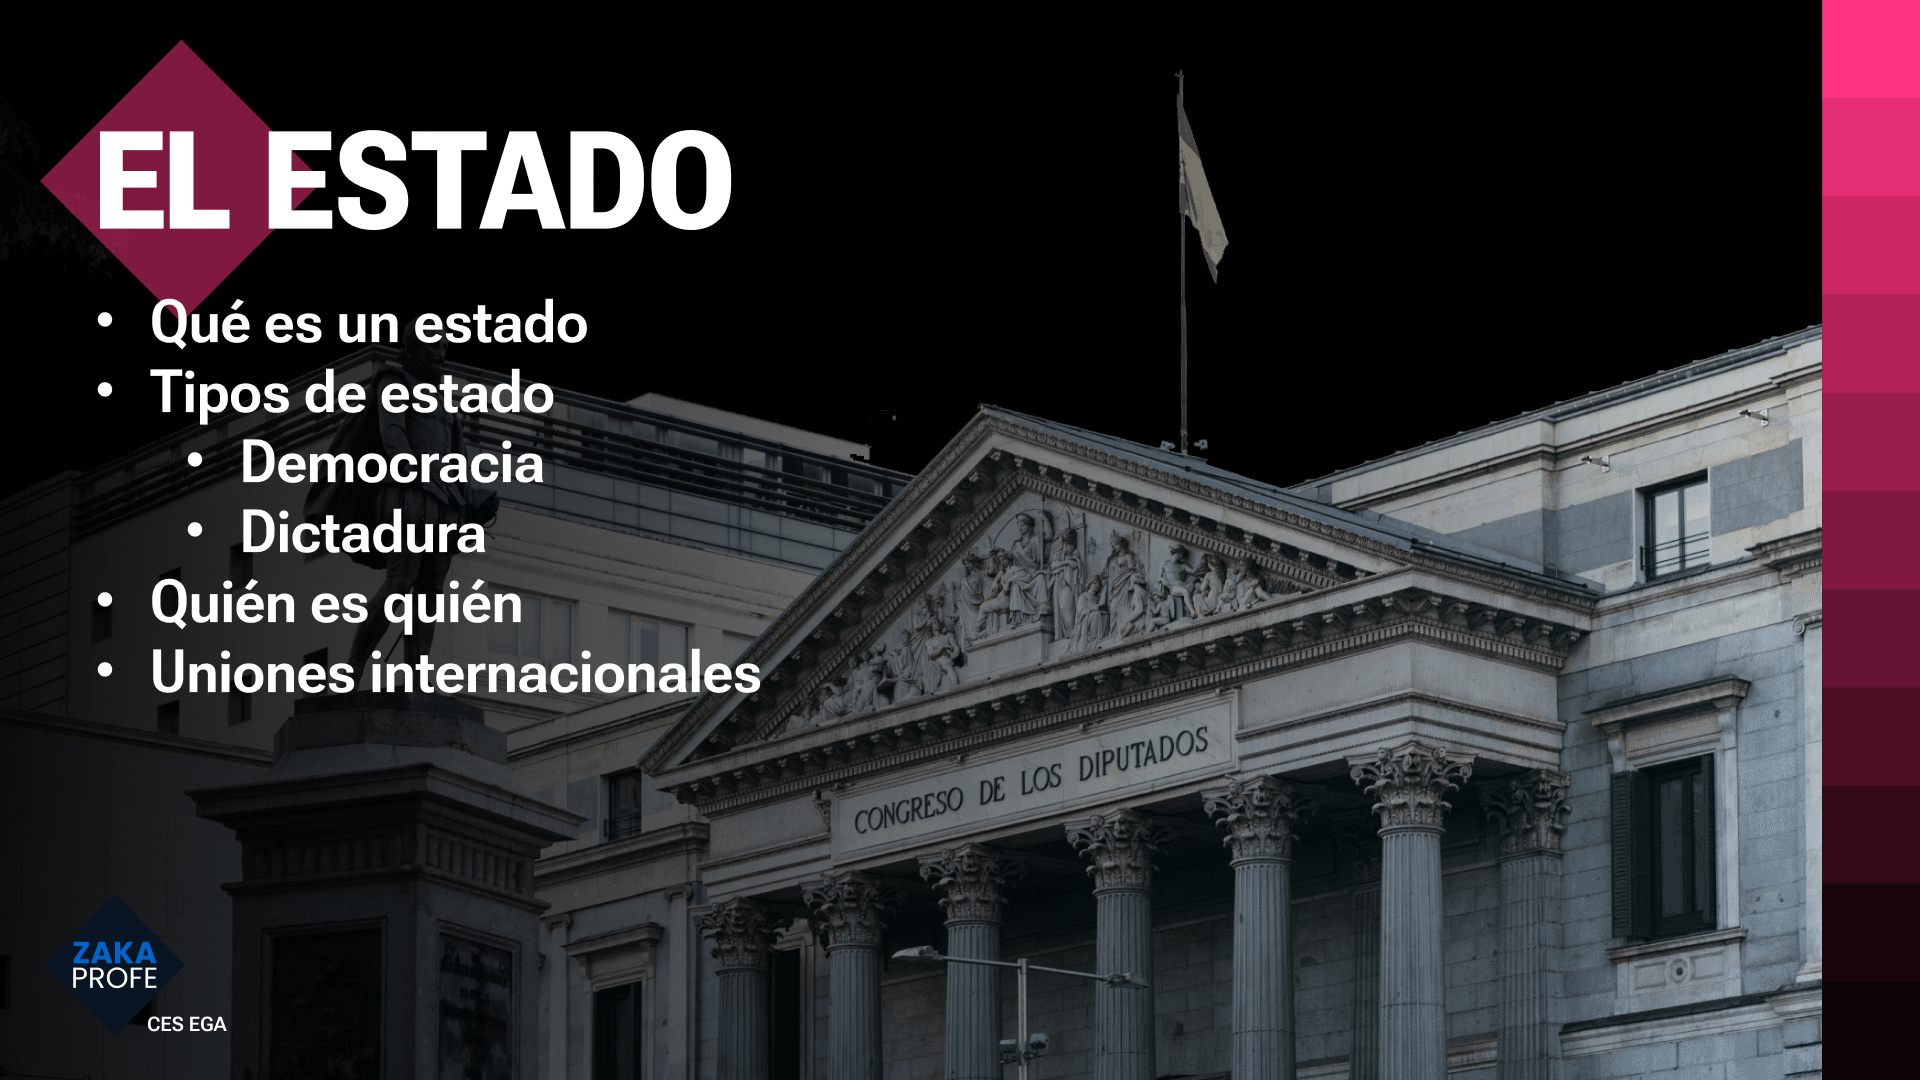 EL ESTADO
• Qué es un estado
• Tipos de estado
• Democracia
• Dictadura
• Quién es quién
• Uniones internacionales
CONGRESO DE LOS DIPUTADOS
ZAKA
PROFE
CES EGA